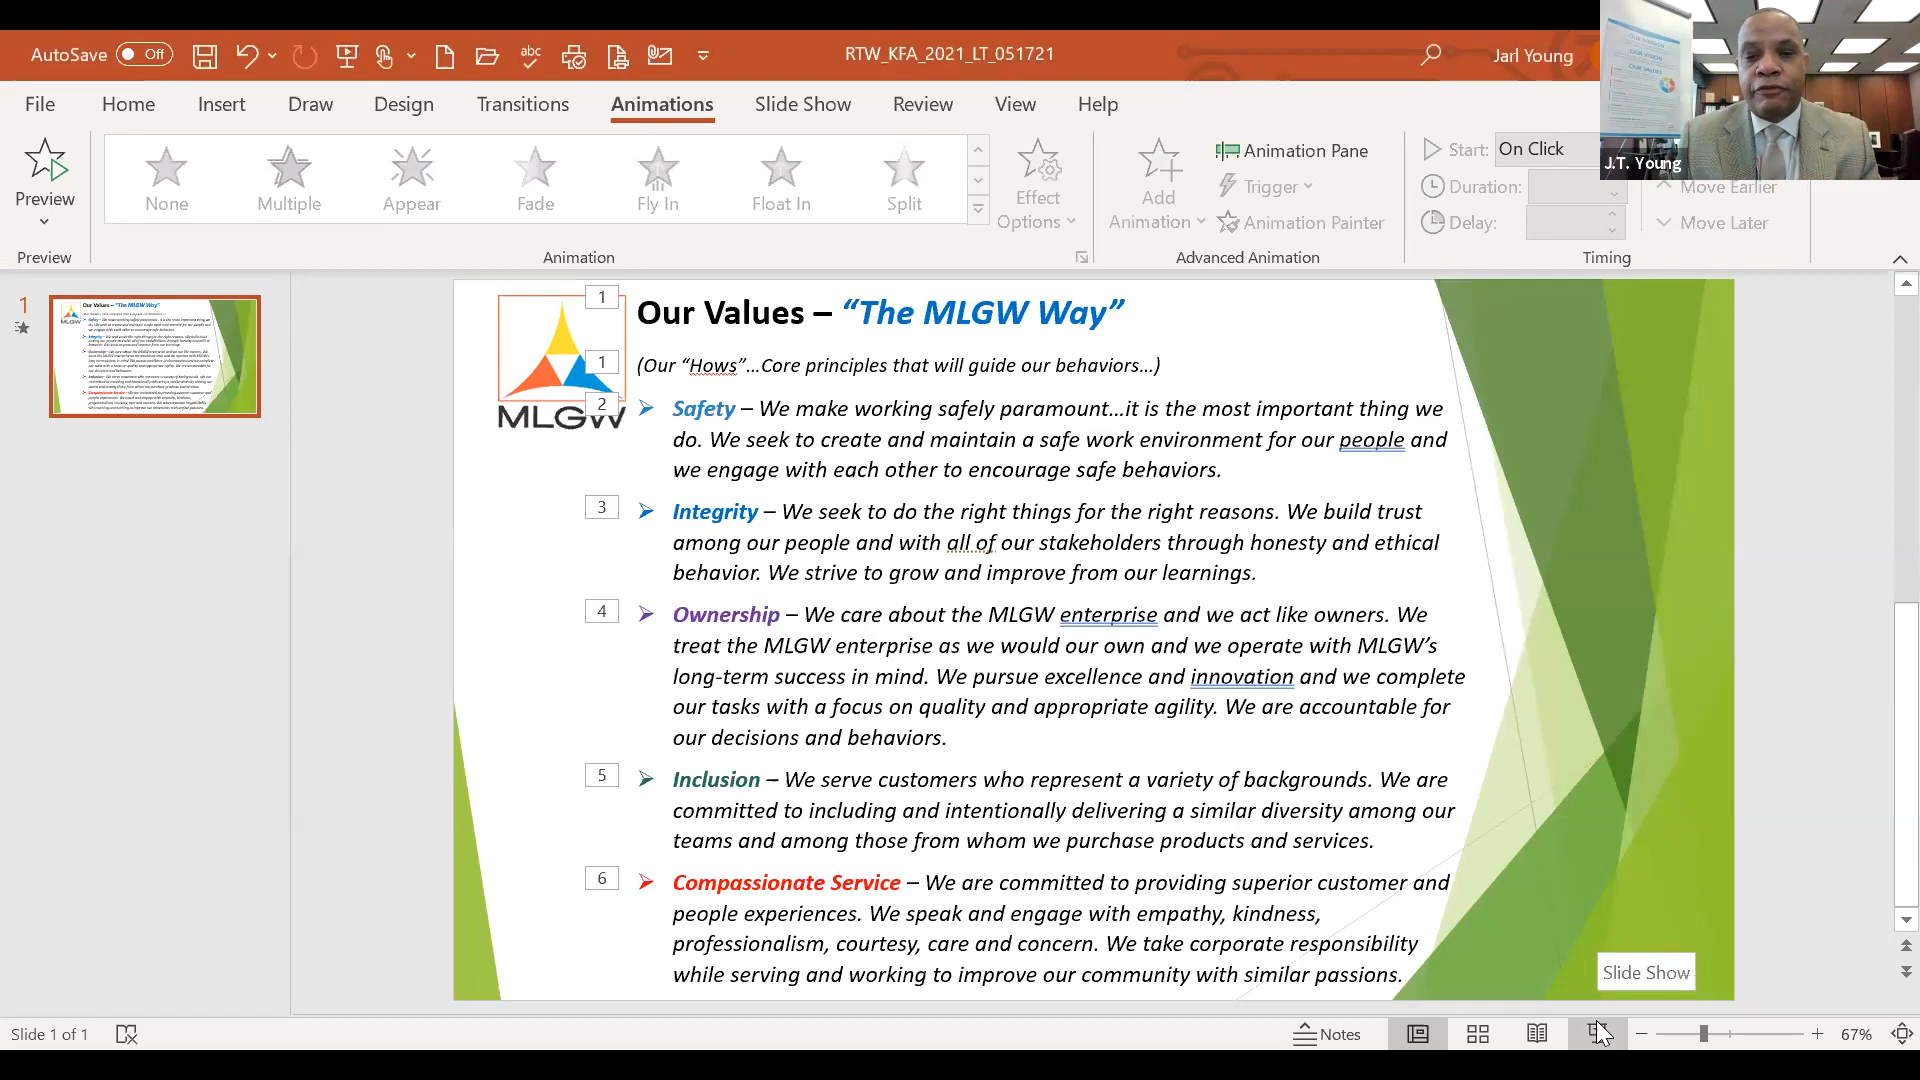 AutoSave Off
RTW_KFA_2021_LT_051721
Jarl Young
File Home Insert Draw Design Transitions Animations Slide Show Review View Help
Preview
None Multiple Appear Fade Fly In Float In Split
Effect Options
Add Animation
Animation Pane
Trigger
Animation Painter
Start: On Click
Duration:
Delay:
Move Earlier
Move Later
Preview Animation Advanced Animation Timing
OUR VISION
OUR VALUES
J.T. Young
1
1 Our Values – “The MLGW Way”
1 (Our “Hows”…Core principles that will guide our behaviors…)
MLGW
2 Safety – We make working safely paramount…it is the most important thing we
do. We seek to create and maintain a safe work environment for our people and
we engage with each other to encourage safe behaviors.
3 Integrity – We seek to do the right things for the right reasons. We build trust
among our people and with all of our stakeholders through honesty and ethical
behavior. We strive to grow and improve from our learnings.
4 Ownership – We care about the MLGW enterprise and we act like owners. We
treat the MLGW enterprise as we would our own and we operate with MLGW’s
long-term success in mind. We pursue excellence and innovation and we complete
our tasks with a focus on quality and appropriate agility. We are accountable for
our decisions and behaviors.
5 Inclusion – We serve customers who represent a variety of backgrounds. We are
committed to including and intentionally delivering a similar diversity among our
teams and among those from whom we purchase products and services.
6 Compassionate Service – We are committed to providing superior customer and
people experiences. We speak and engage with empathy, kindness,
professionalism, courtesy, care and concern. We take corporate responsibility
while serving and working to improve our community with similar passions.
Slide Show
Slide 1 of 1
Notes
67%